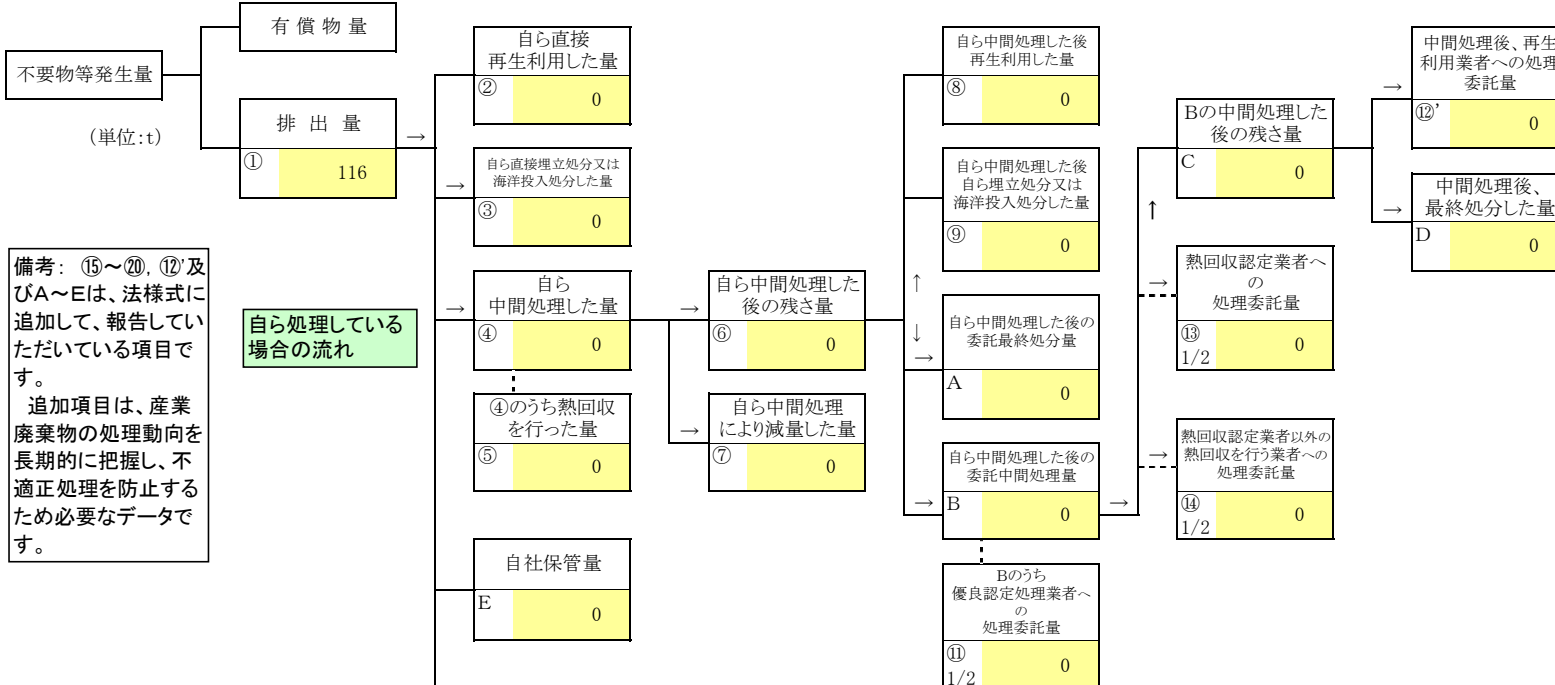 有 償 物 量
不要物等発生量
(単位:t)
排 出 量
→
①
116
備考： ⑮～⑳, ⑫’及
びA～Eは、法様式に
追加して、報告してい
ただいている項目で
す。
追加項目は、産業
廃棄物の処理動向を
長期的に把握し、不
適正処理を防止する
ため必要なデータで
す。
自ら処理している
場合の流れ
自ら直接
再生利用した量
②
0
→
自ら直接埋立処分又は
海洋投入処分した量
③
0
→
自ら
中間処理した量
④
0
④のうち熱回収
を行った量
⑤
0
自社保管量
E
0
→
自ら中間処理した
後の残さ量
⑥
0
→
自ら中間処理
により減量した量
⑦
0
自ら中間処理した後
再生利用した量
⑧
0
自ら中間処理した後
自ら埋立処分又は
海洋投入処分した量
⑨
0
↑
↓
→
自ら中間処理した後の
委託最終処分量
A
0
→
自ら中間処理した後の
委託中間処理量
B
0
→
Bのうち
優良認定処理業者へ
の
処理委託量
⑪
1/2
0
↑
Bの中間処理した
後の残さ量
C
0
→
熱回収認定業者へ
の
処理委託量
⑬
1/2
0
→
熱回収認定業者以外の
熱回収を行う業者への
処理委託量
⑭
1/2
0
→
中間処理後、再生
利用業者への処理
委託量
⑫'
0
→
中間処理後、
最終処分した量
D
0